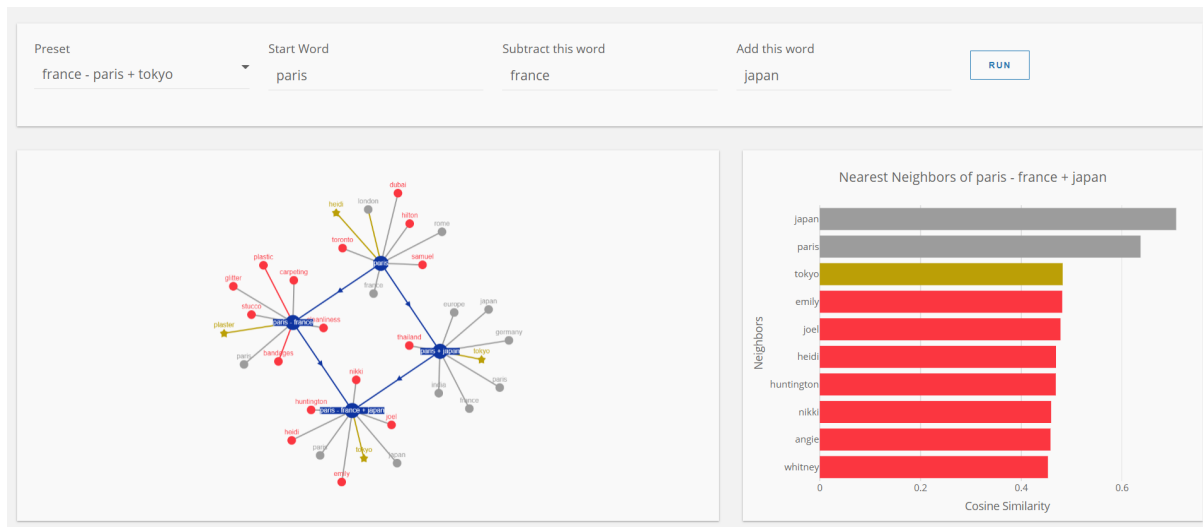 Preset
france - paris + tokyo
Start Word
paris
Subtract this word
france
Add this word
japan
RUN
dubai
heidi
london
hilton
rome
toronto
samuel
paris
france
plastic
carpeting
glitter
stucco
plaster
paris - france
paris
bandages
europe
japan
germany
thailand
paris + japan
tokyo
paris
india
france
nikki
huntington
paris - france + japan
joel
heidi
paris
tokyo
japan
emily
Nearest Neighbors of paris - france + japan
Neighbors
japan
paris
tokyo
emily
joel
heidi
huntington
nikki
angie
whitney
0
0.2
0.4
0.6
Cosine Similarity